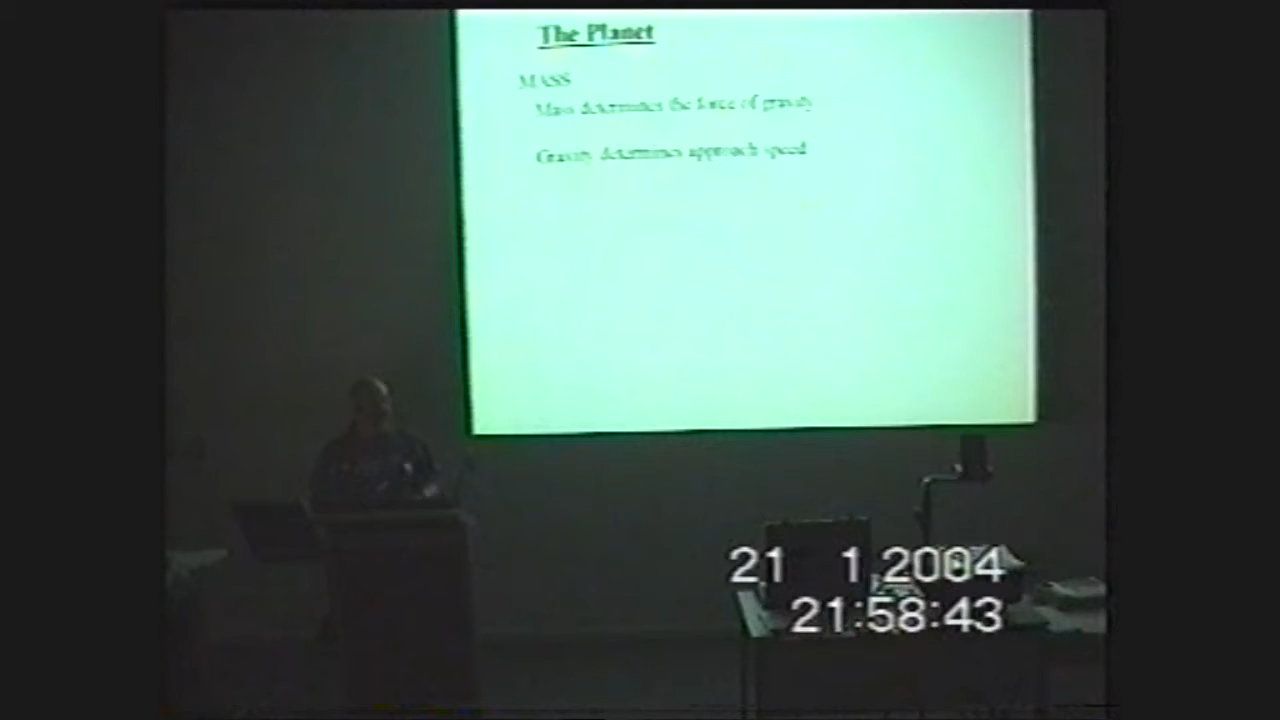 The Planet
MASS
Mass determines the force of gravity
Gravity determines approach speed
21 1.2004
21:58:43